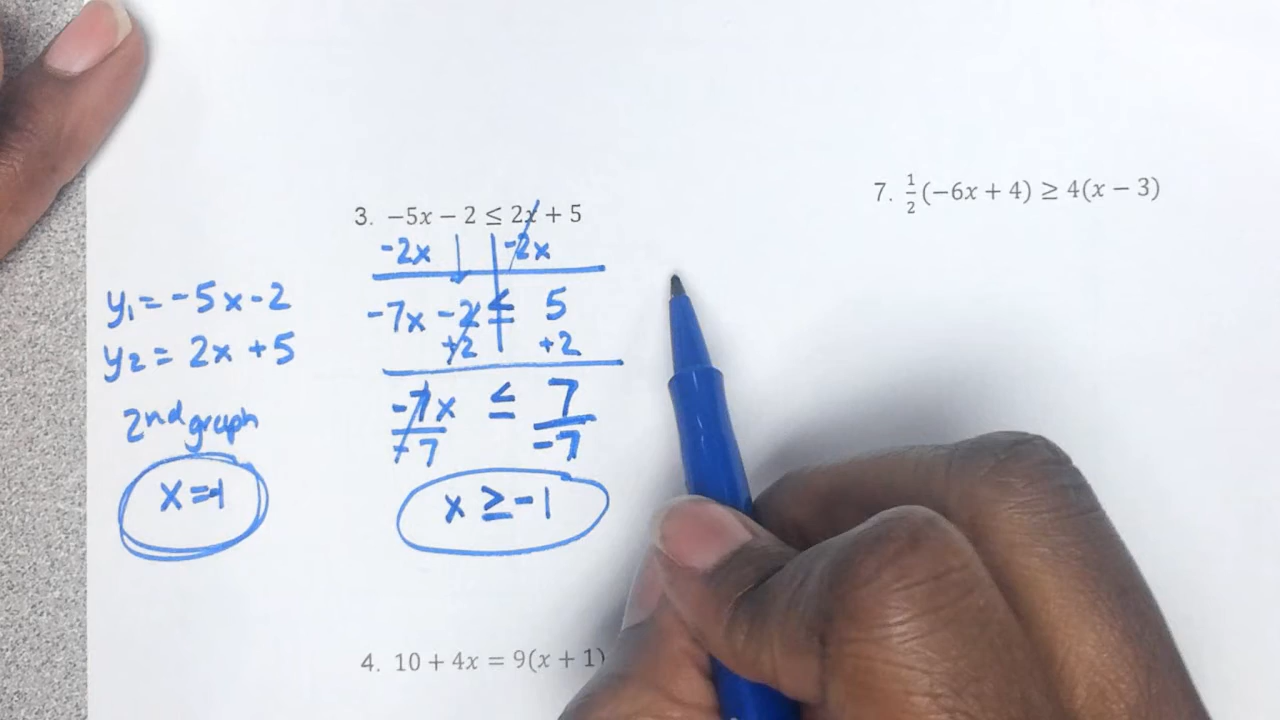 3. −5x − 2 ≤ 2x + 5
-2x -2x
-7x -2 ≤ 5
+2 +2
-7x ≤ 7
-7 -7
x ≥ -1
y₁ = -5x-2
y₂ = 2x +5
2nd graph
x = -1
4. 10 + 4x = 9(x + 1)
7. ½(−6x + 4) ≥ 4(x − 3)